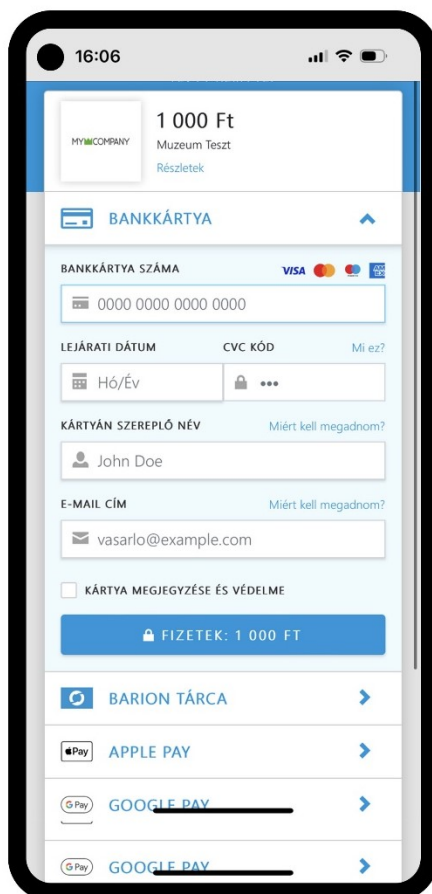 16:06
1 000 Ft
MY COMPANY
Muzeum Teszt
Részletek
BANKKÁRTYA
BANKKÁRTYA SZÁMA
VISA
0000 0000 0000 0000
LEJÁRATI DÁTUM
CVC KÓD
Mi ez?
Hó/Év
•••
KÁRTYÁN SZEREPLŐ NÉV
Miért kell megadnom?
John Doe
E-MAIL CÍM
Miért kell megadnom?
vasarlo@example.com
KÁRTYA MEGJEGYZÉSE ÉS VÉDELME
FIZETEK: 1 000 FT
BARION TÁRCA
Pay
APPLE PAY
G Pay
GOOGLE PAY
G Pay
GOOGLE PAY